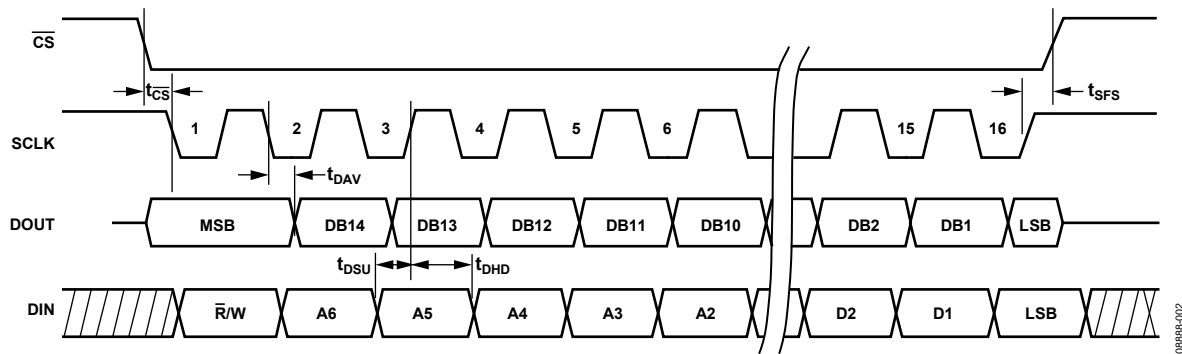 CS
tCS
tSFS
SCLK
1 2 3 4 5 6 15 16
tDAV
DOUT
MSB DB14 DB13 DB12 DB11 DB10 DB2 DB1 LSB
tDSU tDHD
DIN
R/W A6 A5 A4 A3 A2 D2 D1 LSB
08888-002